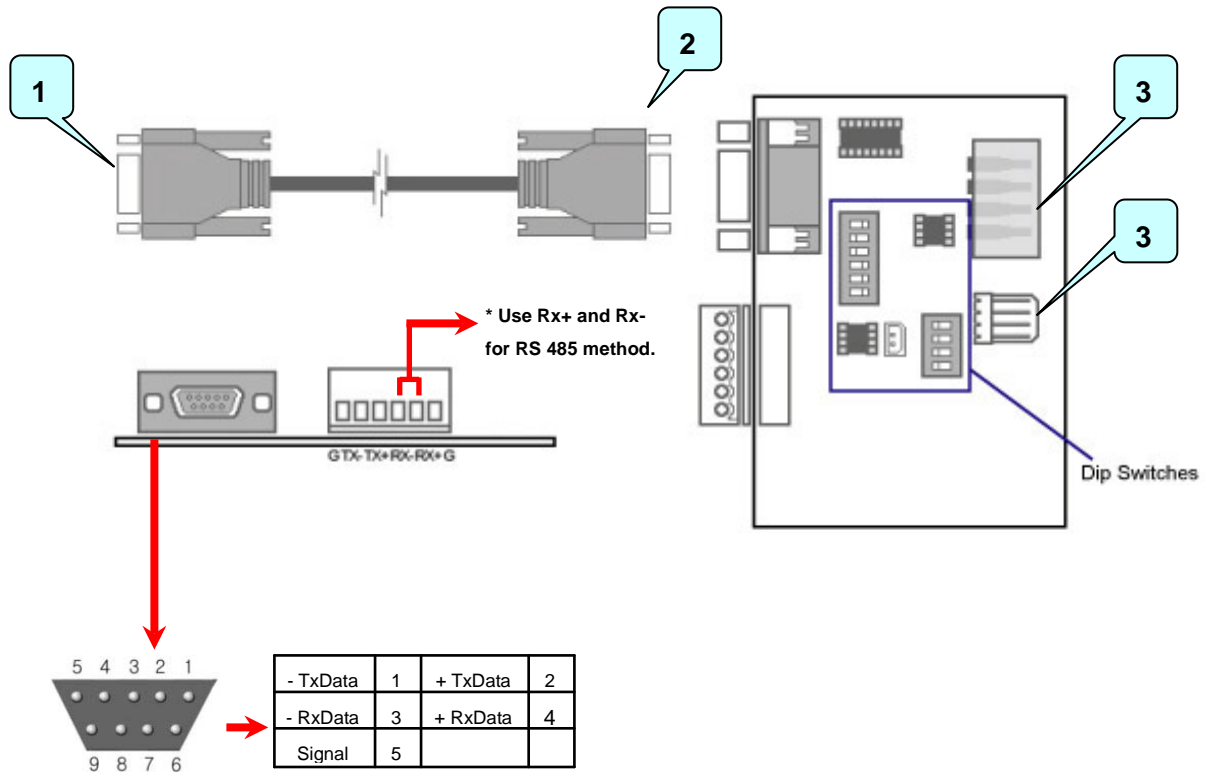 1
2
3
3
* Use Rx+ and Rx-
for RS 485 method.
G TX- TX+ RX- RX+ G
Dip Switches
5 4 3 2 1
9 8 7 6
- TxData 1 + TxData 2
- RxData 3 + RxData 4
Signal 5